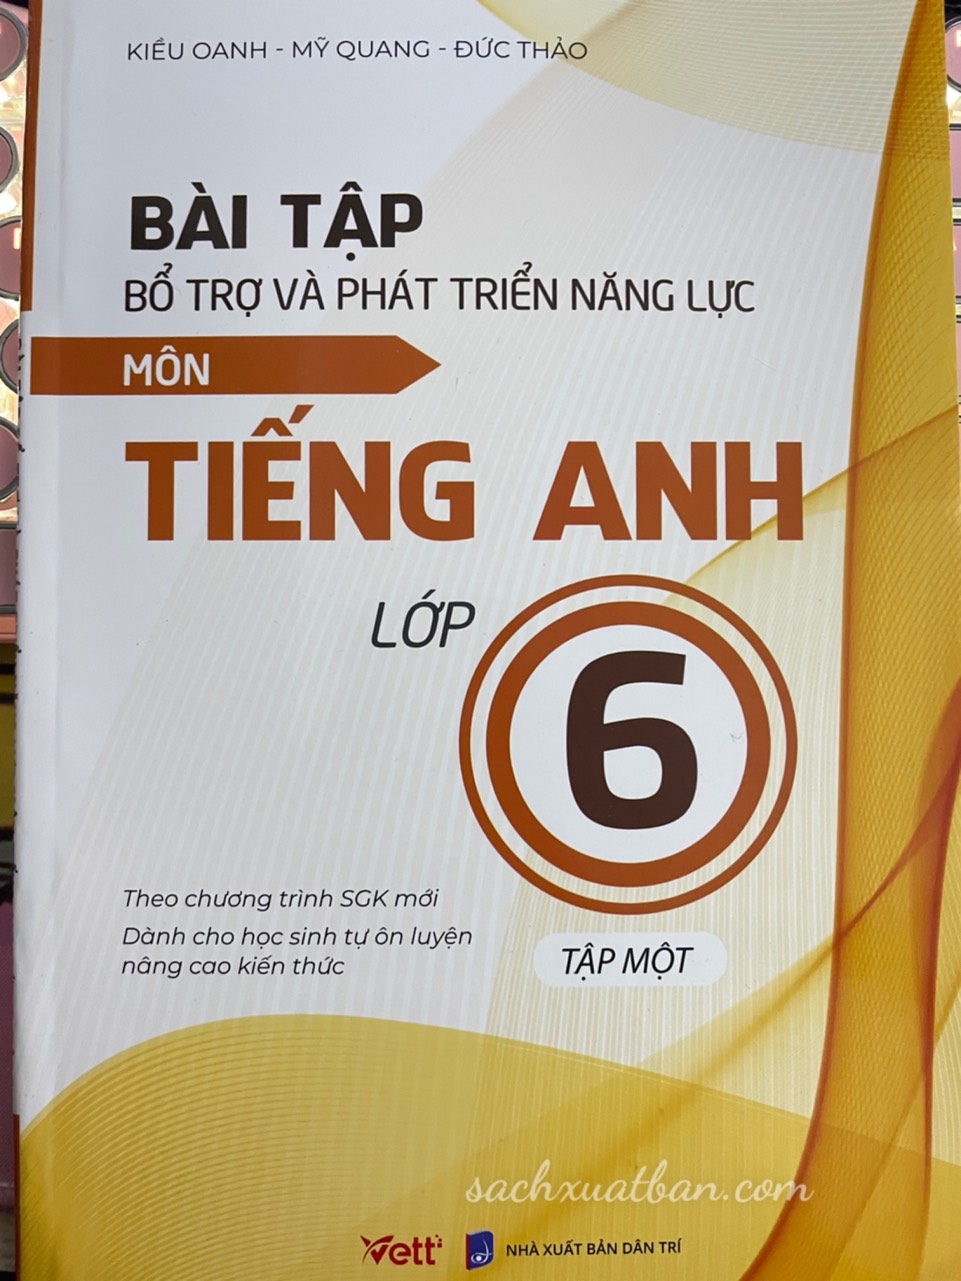 KIỀU OANH - MỸ QUANG - ĐỨC THẢO
BÀI TẬP
BỔ TRỢ VÀ PHÁT TRIỂN NĂNG LỰC
MÔN
TIẾNG ANH
LỚP
6
Theo chương trình SGK mới
Dành cho học sinh tự ôn luyện
nâng cao kiến thức
TẬP MỘT
sachxuatban.com
Vett
NHÀ XUẤT BẢN DÂN TRÍ